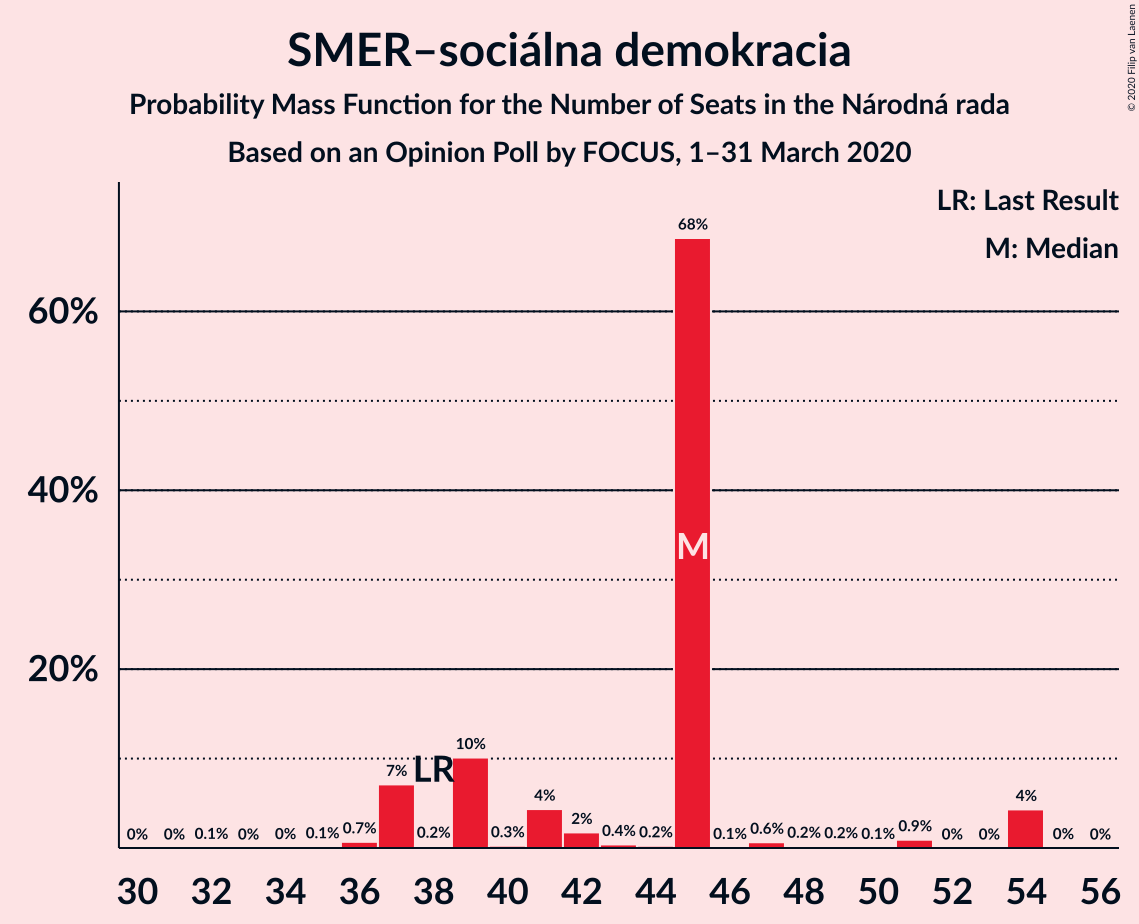 SMER–sociálna demokracia
Probability Mass Function for the Number of Seats in the Národná rada
Based on an Opinion Poll by FOCUS, 1–31 March 2020
© 2020 Filip van Laenen
LR: Last Result
M: Median
60%
40%
20%
0% 0% 0.1% 0% 0% 0.1% 0.7% 7% 0.2% 10% 0.3% 4% 2% 0.4% 0.2% 68% 0.1% 0.6% 0.2% 0.2% 0.1% 0.9% 0% 0% 4% 0% 0%
LR
M
30 32 34 36 38 40 42 44 46 48 50 52 54 56